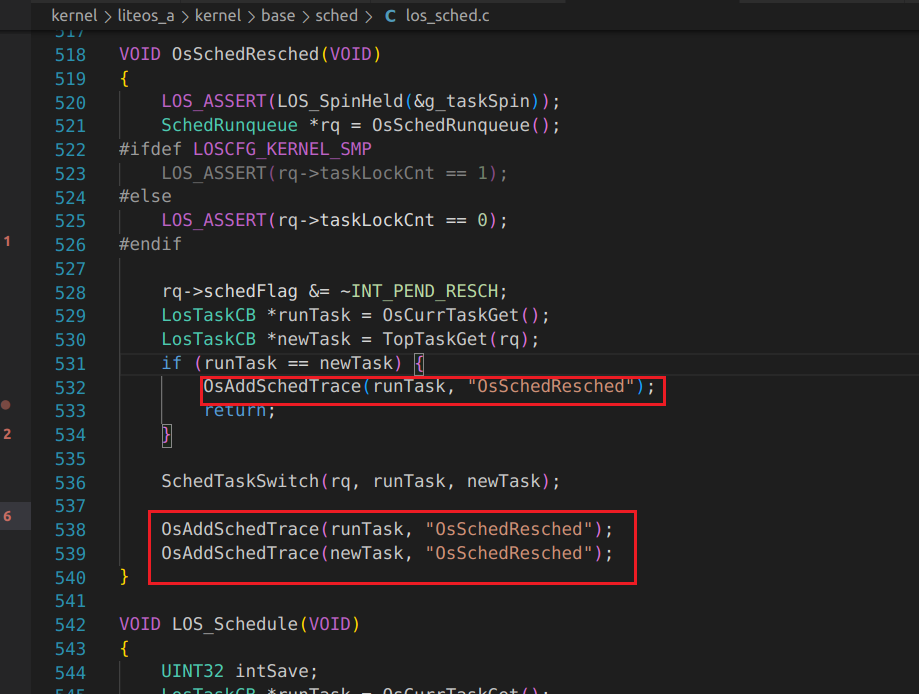 kernel > liteos_a > kernel > base > sched > C los_sched.c
517
518 VOID OsSchedResched(VOID)
519 {
520 LOS_ASSERT(LOS_SpinHeld(&g_taskSpin));
521 SchedRunqueue *rq = OsSchedRunqueue();
522 #ifdef LOSCFG_KERNEL_SMP
523 LOS_ASSERT(rq->taskLockCnt == 1);
524 #else
525 LOS_ASSERT(rq->taskLockCnt == 0);
1
526 #endif
527
528 rq->schedFlag &= ~INT_PEND_RESCH;
529 LosTaskCB *runTask = OsCurrTaskGet();
530 LosTaskCB *newTask = TopTaskGet(rq);
531 if (runTask == newTask) {
532 OsAddSchedTrace(runTask, "OsSchedResched");
533 return;
2
534 }
535
536 SchedTaskSwitch(rq, runTask, newTask);
537
6
538 OsAddSchedTrace(runTask, "OsSchedResched");
539 OsAddSchedTrace(newTask, "OsSchedResched");
540 }
541
542 VOID LOS_Schedule(VOID)
543 {
544 UINT32 intSave;
545 LosTaskCB *runTask = OsCurrTaskGet();